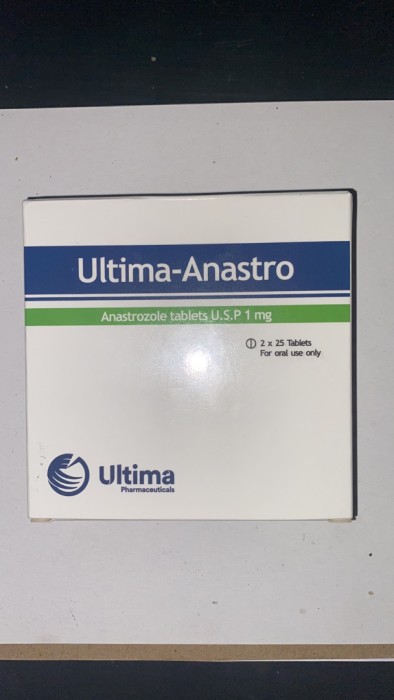 Ultima-Anastro
Anastrozole tablets U.S.P 1 mg
2 x 25 Tablets
For oral use only
Ultima
Pharmaceuticals